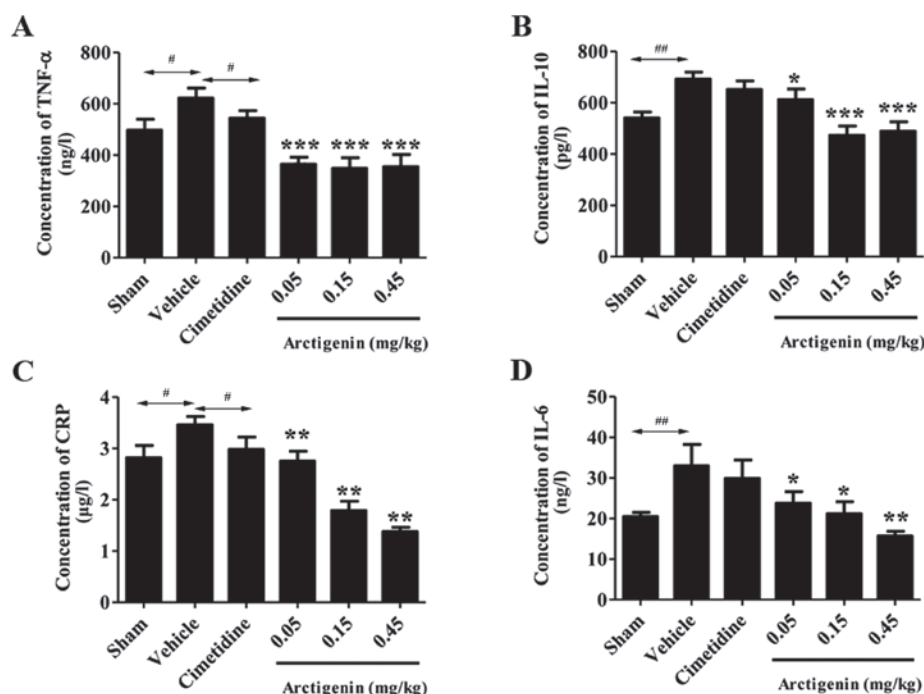 A
Concentration of TNF-α
(ng/l)
800
600
400
200
0
#
#
***
***
***
Sham
Vehicle
Cimetidine
0.05
0.15
0.45
Arctigenin (mg/kg)
B
Concentration of IL-10
(pg/l)
800
600
400
200
0
##
*
***
***
Sham
Vehicle
Cimetidine
0.05
0.15
0.45
Arctigenin (mg/kg)
C
Concentration of CRP
(µg/l)
4
3
2
1
0
#
#
**
**
**
Sham
Vehicle
Cimetidine
0.05
0.15
0.45
Arctigenin (mg/kg)
D
Concentration of IL-6
(ng/l)
50
40
30
20
10
0
##
*
*
**
Sham
Vehicle
Cimetidine
0.05
0.15
0.45
Arctigenin (mg/kg)